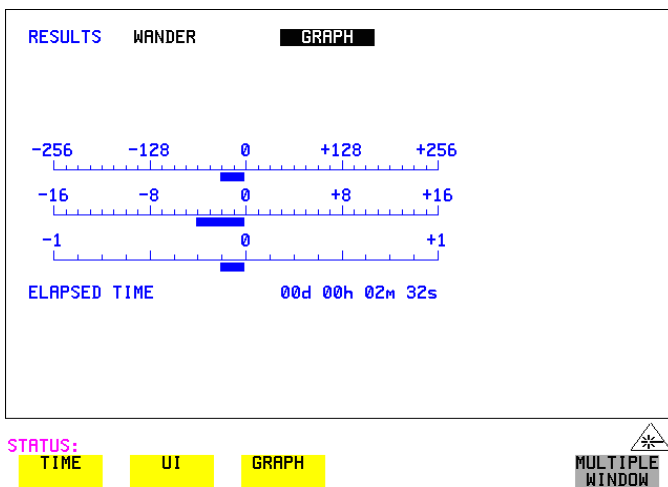 RESULTS WANDER GRAPH
-256 -128 0 +128 +256
-16 -8 0 +8 +16
-1 0 +1
ELAPSED TIME 00d 00h 02m 32s
STATUS:
TIME UI GRAPH MULTIPLE
WINDOW